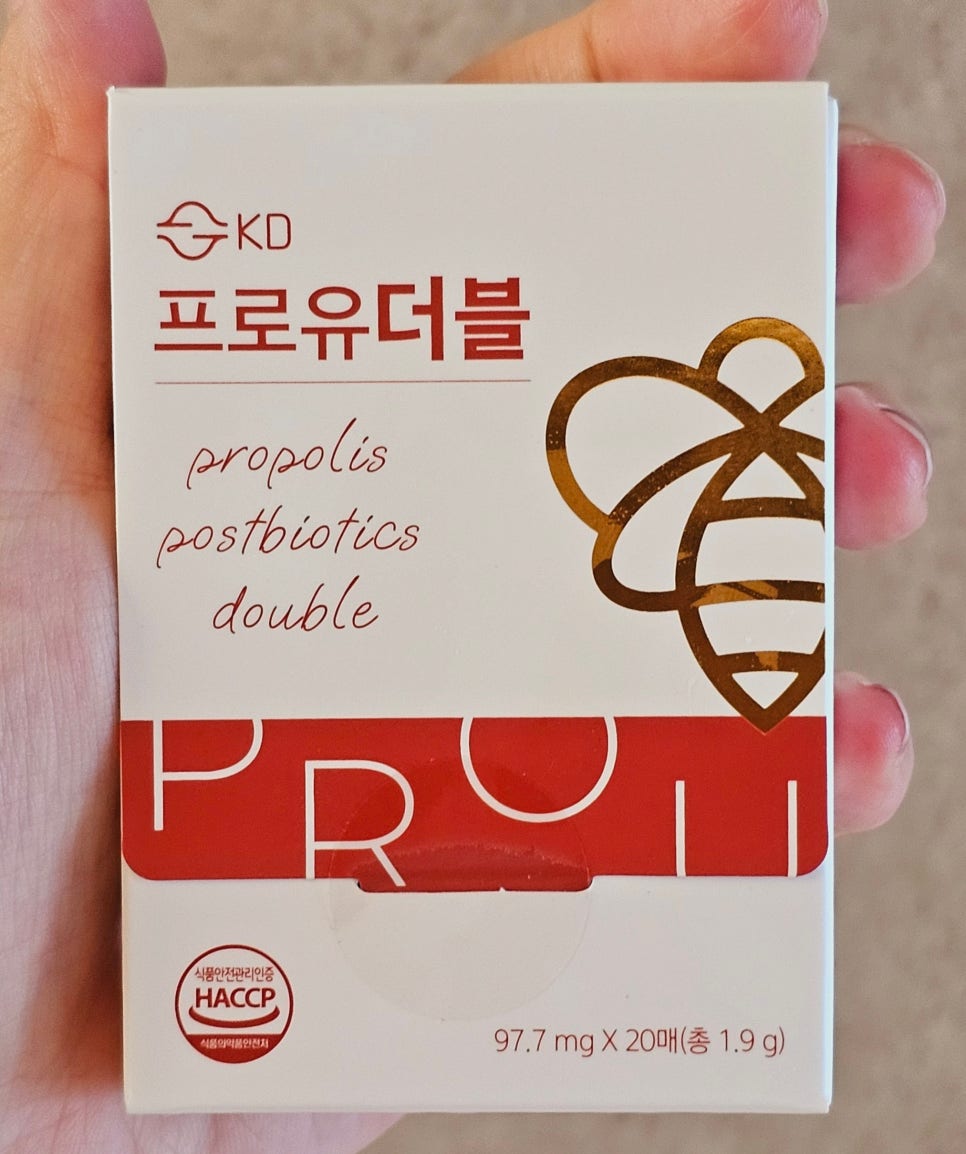 KD
프로유더블
propolis
postbiotics
double
PROU
식품안전관리인증
HACCP
식품의약품안전처
97.7 mg X 20매(총 1.9 g)